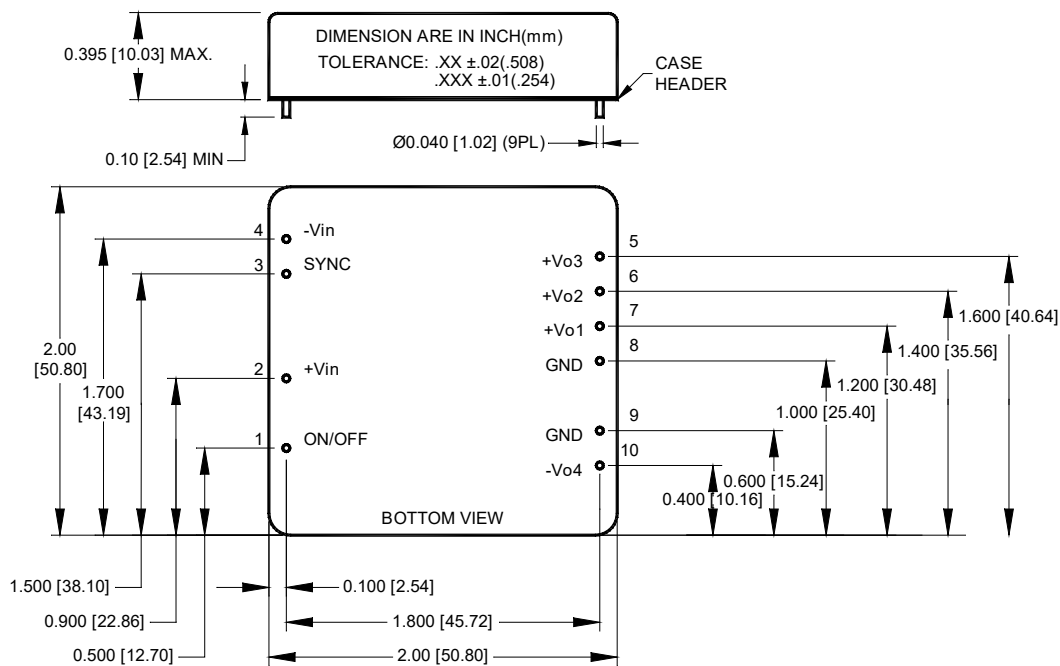 0.395 [10.03] MAX.
DIMENSION ARE IN INCH(mm)
TOLERANCE: .XX ±.02(.508)
.XXX ±.01(.254)
CASE
HEADER
0.10 [2.54] MIN
Ø0.040 [1.02] (9PL)
4
-Vin
3
SYNC
2
+Vin
1
ON/OFF
5
+Vo3
6
+Vo2
7
+Vo1
8
GND
9
GND
10
-Vo4
2.00
[50.80]
1.700
[43.19]
1.600 [40.64]
1.400 [35.56]
1.200 [30.48]
1.000 [25.40]
0.600 [15.24]
0.400 [10.16]
BOTTOM VIEW
1.500 [38.10]
0.100 [2.54]
0.900 [22.86]
1.800 [45.72]
0.500 [12.70]
2.00 [50.80]